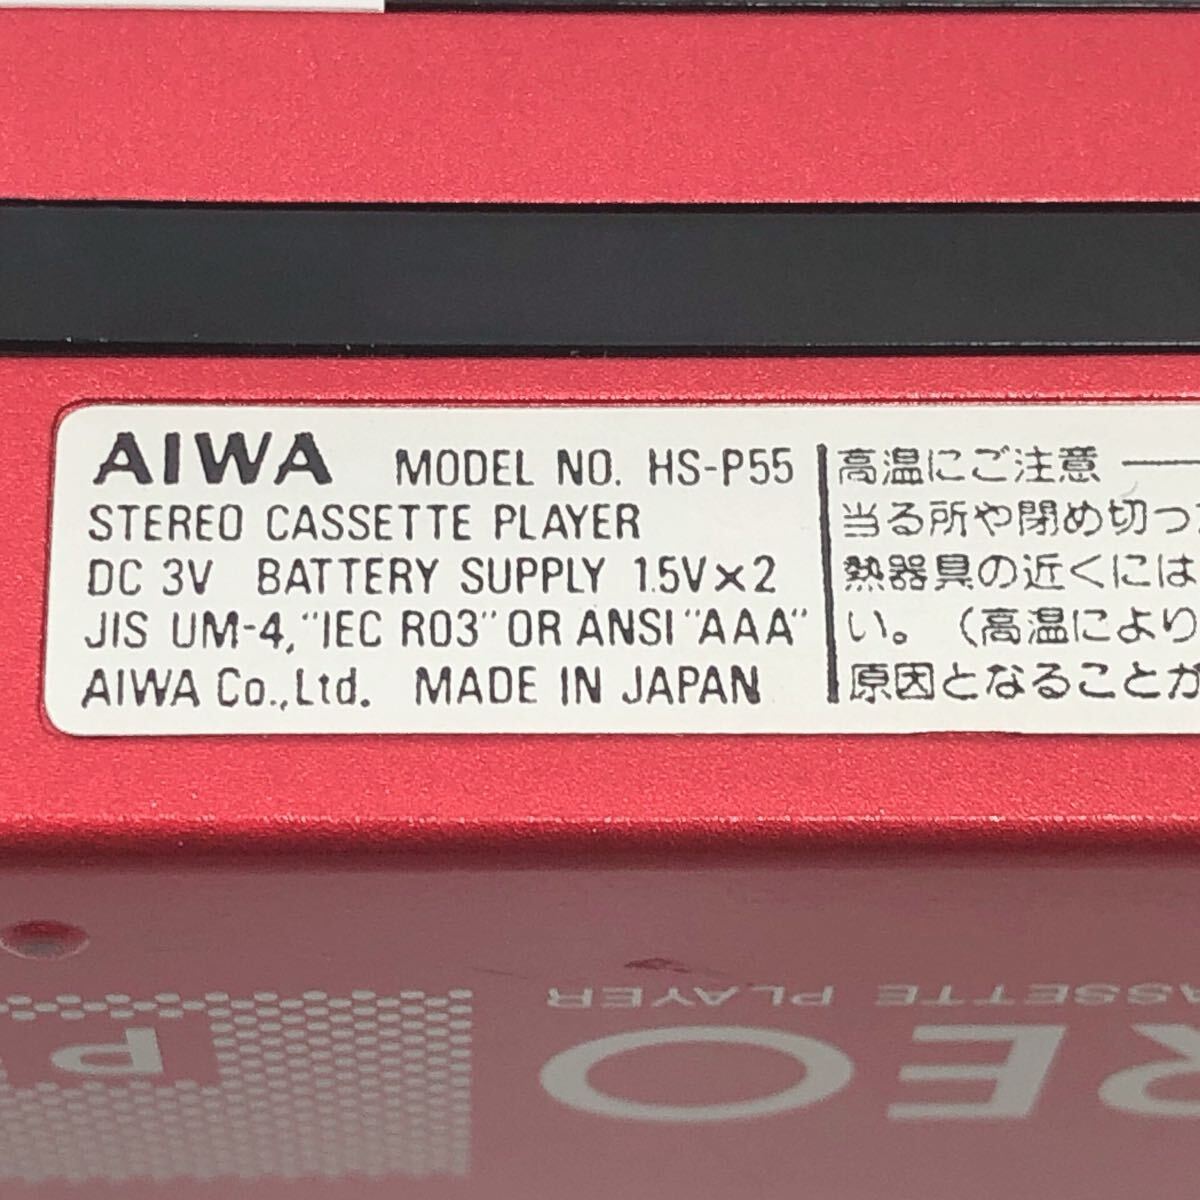 AIWA MODEL NO. HS-P55
STEREO CASSETTE PLAYER
DC 3V BATTERY SUPPLY 1.5V×2
JIS UM-4, "IEC R03" OR ANSI "AAA"
AIWA Co.,Ltd. MADE IN JAPAN
高温にご注意
当る所や閉め切つ
熱器具の近くには
い。（高温により
原因となることが
CASSETTE PLAYER
REO
P